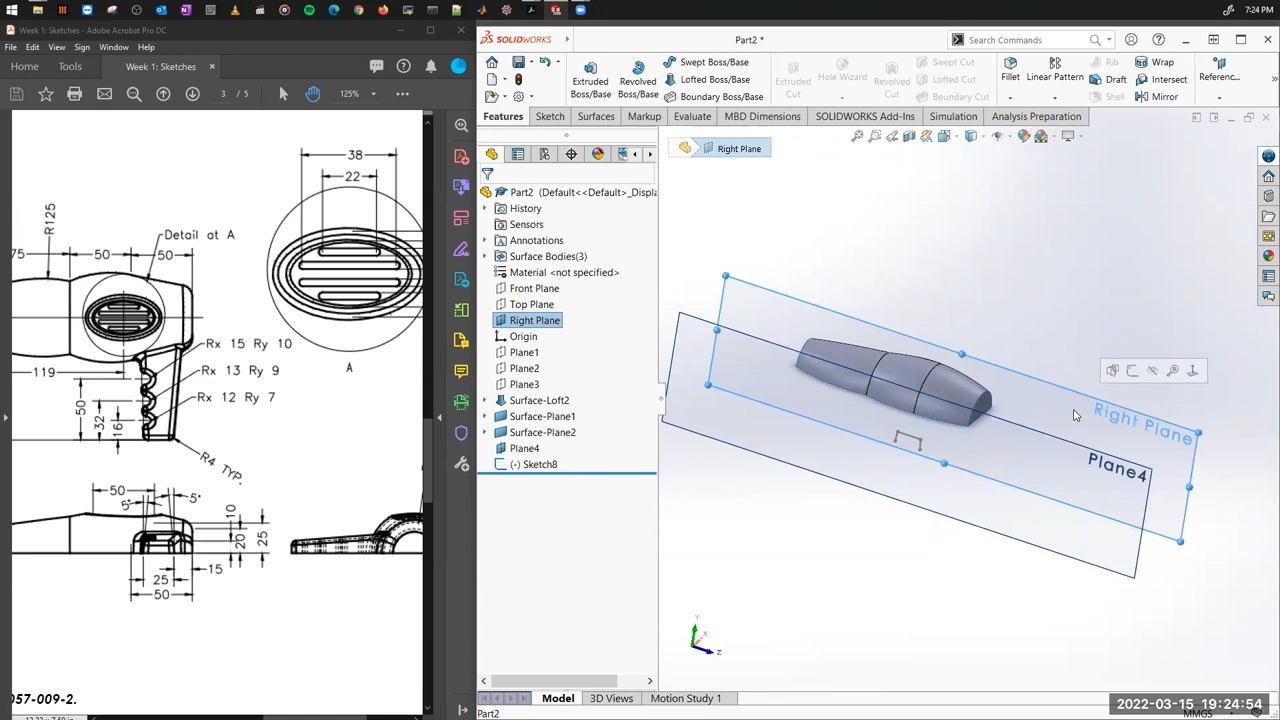 7:24 PM
Week 1: Sketches - Adobe Acrobat Pro DC
File Edit View Sign Window Help
Home Tools Week 1: Sketches ×
3 / 5 125%
38
22
R125
Detail at A
75 50 50
A
Rx 15 Ry 10
Rx 13 Ry 9
Rx 12 Ry 7
119
50
32
16
R4 TYP.
50
5°
5°
10
20
25
15
25
50
057-009-2.
SOLIDWORKS
Part2 *
Search Commands
Extruded Boss/Base
Revolved Boss/Base
Swept Boss/Base
Lofted Boss/Base
Boundary Boss/Base
Extruded Cut
Hole Wizard
Revolved Cut
Swept Cut
Lofted Cut
Boundary Cut
Fillet
Linear Pattern
Rib
Draft
Shell
Wrap
Intersect
Mirror
Referenc...
Features Sketch Surfaces Markup Evaluate MBD Dimensions SOLIDWORKS Add-Ins Simulation Analysis Preparation
Right Plane
Part2 (Default<<Default>_Displa
History
Sensors
Annotations
Surface Bodies(3)
Material <not specified>
Front Plane
Top Plane
Right Plane
Origin
Plane1
Plane2
Plane3
Surface-Loft2
Surface-Plane1
Surface-Plane2
Plane4
(-) Sketch8
Right Plane
Plane4
Y
X
Z
Model 3D Views Motion Study 1
Part2
MMGS
2022-03-15 19:24:54